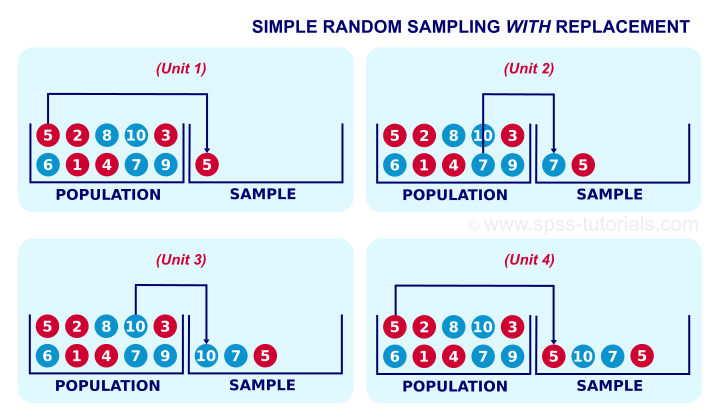 SIMPLE RANDOM SAMPLING WITH REPLACEMENT
(Unit 1)
5 2 8 10 3
6 1 4 7 9 5
POPULATION SAMPLE
(Unit 2)
5 2 8 10 3
6 1 4 7 9 7 5
POPULATION SAMPLE
© www.spss-tutorials.com
(Unit 3)
5 2 8 10 3
6 1 4 7 9 10 7 5
POPULATION SAMPLE
(Unit 4)
5 2 8 10 3
6 1 4 7 9 5 10 7 5
POPULATION SAMPLE